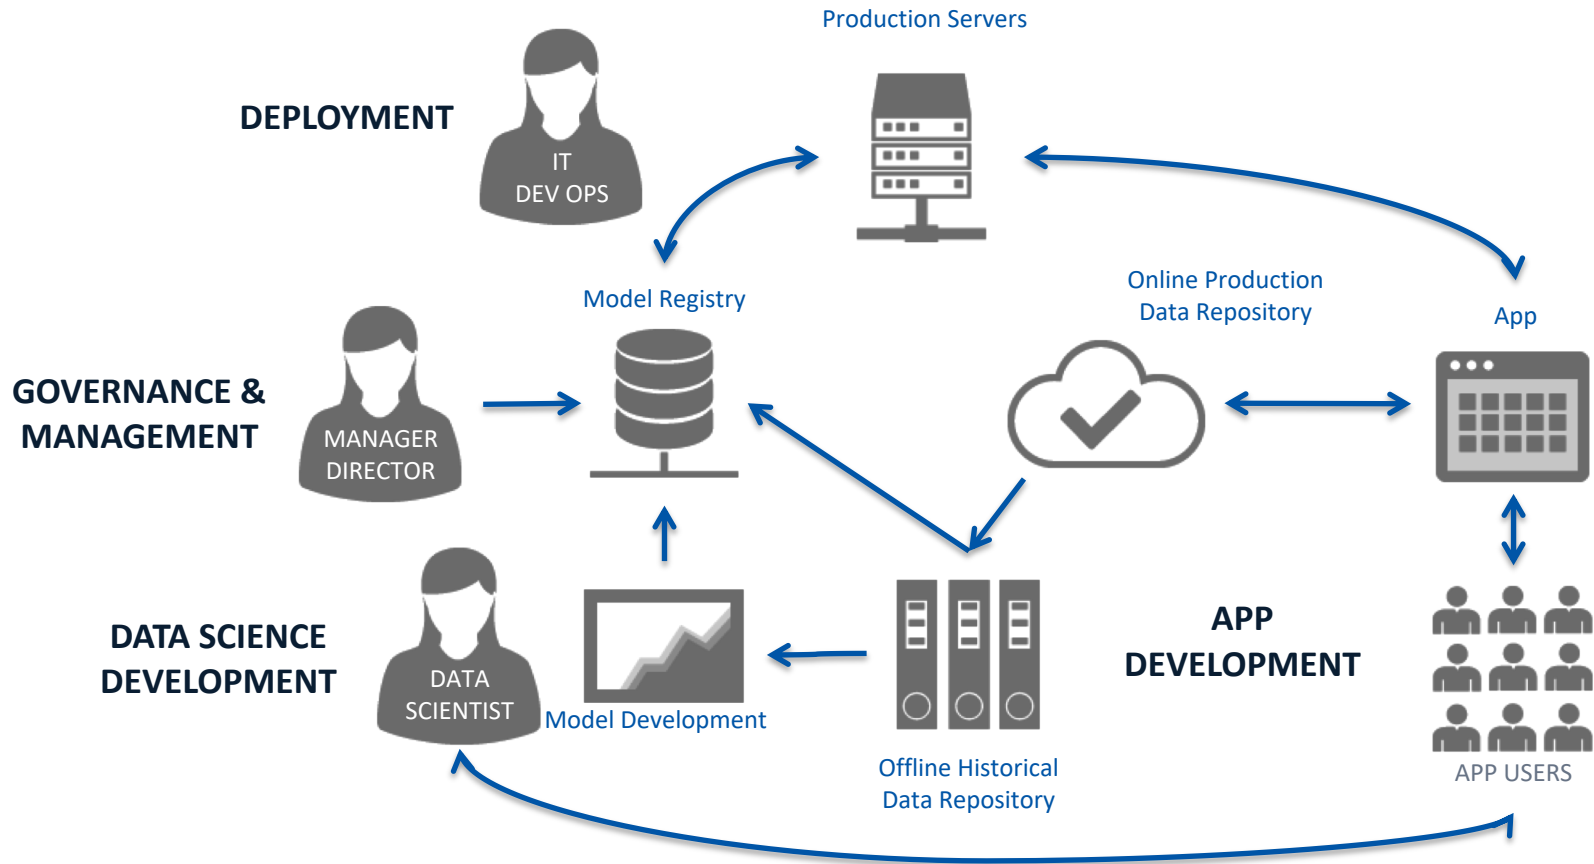 Production Servers
DEPLOYMENT
IT
DEV OPS
Model Registry
Online Production
Data Repository
App
GOVERNANCE &
MANAGEMENT
MANAGER
DIRECTOR
DATA SCIENCE
DEVELOPMENT
DATA
SCIENTIST
Model Development
APP
DEVELOPMENT
Offline Historical
Data Repository
APP USERS